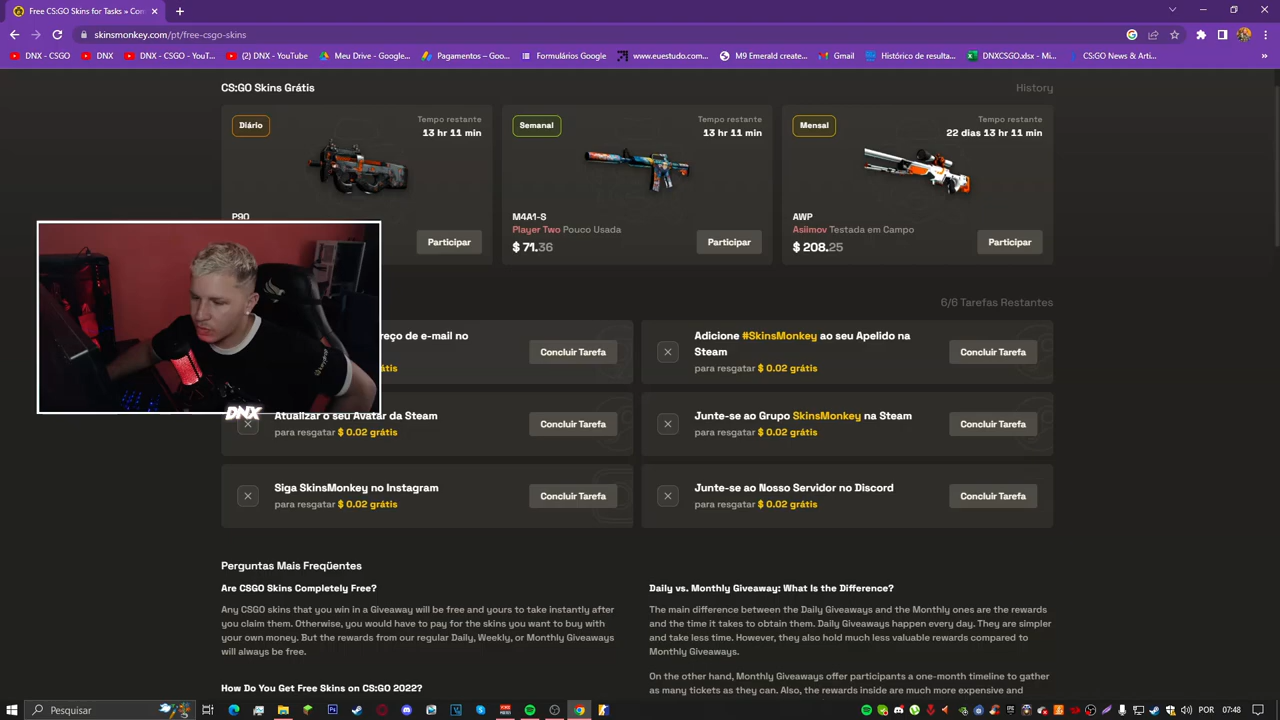 Free CS:GO Skins for Tasks » Com
skinsmonkey.com/pt/free-csgo-skins
DNX - CSGO
DNX
DNX - CSGO - YouT...
(2) DNX - YouTube
Meu Drive - Google...
Pagamentos – Goo...
Formulários Google
www.euestudo.com...
M9 Emerald create...
Gmail
Histórico de resulta...
DNXCSGO.xlsx - Mi...
CS:GO News & Arti...
CS:GO Skins Grátis
History
Diário
Tempo restante
13 hr 11 min
P90
Participar
Semanal
Tempo restante
13 hr 11 min
M4A1-S
Player Two Pouco Usada
$ 71.36
Participar
Mensal
Tempo restante
22 dias 13 hr 11 min
AWP
Asiimov Testada em Campo
$ 208.25
Participar
6/6 Tarefas Restantes
reço de e-mail no
átis
Concluir Tarefa
Adicione #SkinsMonkey ao seu Apelido na
Steam
para resgatar $ 0.02 grátis
Concluir Tarefa
DNX
Atualizar o seu Avatar da Steam
para resgatar $ 0.02 grátis
Concluir Tarefa
Junte-se ao Grupo SkinsMonkey na Steam
para resgatar $ 0.02 grátis
Concluir Tarefa
Siga SkinsMonkey no Instagram
para resgatar $ 0.02 grátis
Concluir Tarefa
Junte-se ao Nosso Servidor no Discord
para resgatar $ 0.02 grátis
Concluir Tarefa
Perguntas Mais Freqüentes
Are CSGO Skins Completely Free?
Any CSGO skins that you win in a Giveaway will be free and yours to take instantly after
you claim them. Otherwise, you would have to pay for the skins you want to buy with
your own money. But the rewards from our regular Daily, Weekly, or Monthly Giveaways
will always be free.
How Do You Get Free Skins on CS:GO 2022?
Daily vs. Monthly Giveaway: What Is the Difference?
The main difference between the Daily Giveaways and the Monthly ones are the rewards
and the time it takes to obtain them. Daily Giveaways happen every day. They are simpler
and take less time. However, they also hold much less valuable rewards compared to
Monthly Giveaways.
On the other hand, Monthly Giveaways offer participants a one-month timeline to gather
as many tickets as they can. Also, the rewards inside are much more expensive and
Pesquisar
POR
07:48